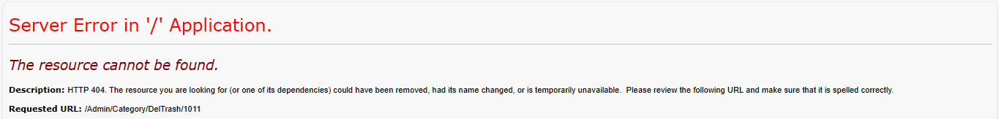 Server Error in '/' Application.
The resource cannot be found.
Description: HTTP 404. The resource you are looking for (or one of its dependencies) could have been removed, had its name changed, or is temporarily unavailable.  Please review the following URL and make sure that it is spelled correctly.
Requested URL: /Admin/Category/DelTrash/1011